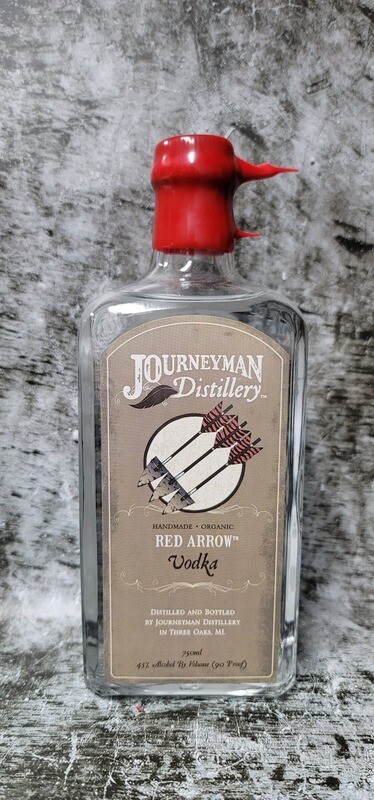 JOURNEYMAN
Distillery™
HANDMADE • ORGANIC
RED ARROW™
Vodka
DISTILLED AND BOTTLED
BY JOURNEYMAN DISTILLERY
IN THREE OAKS, MI.
750ml
45% Alcohol By Volume (90 Proof)